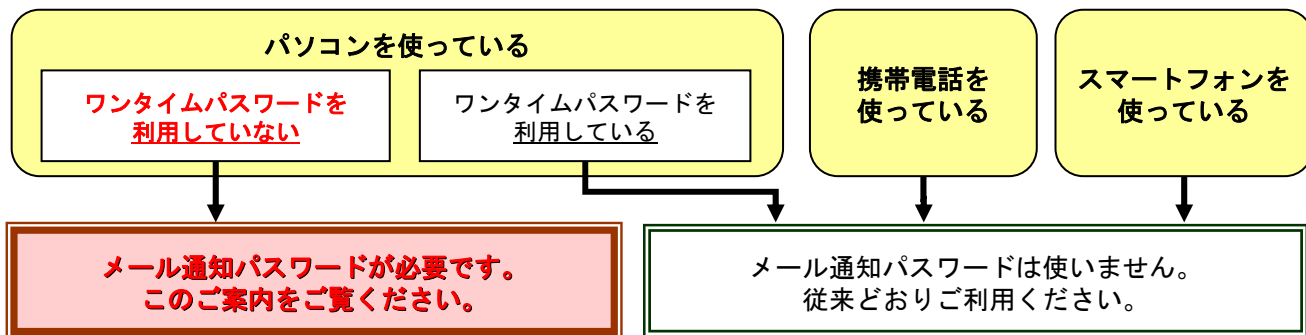 パソコンを使っている
ワンタイムパスワードを
利用していない
ワンタイムパスワードを
利用している
携帯電話を
使っている
スマートフォンを
使っている
メール通知パスワードが必要です。
このご案内をご覧ください。
メール通知パスワードは使いません。
従来どおりご利用ください。